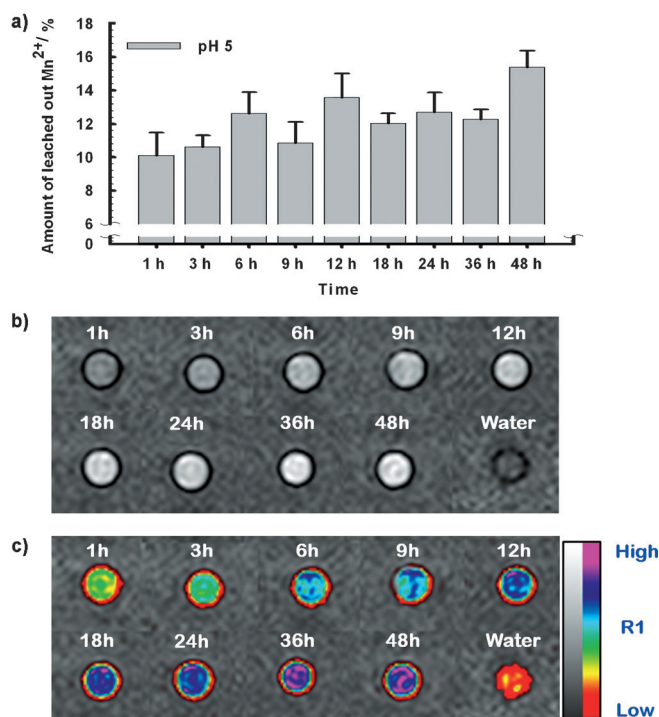 a)
Amount of leached out Mn²⁺/ %
18
16
14
12
10
8
6
0
pH 5
1 h 3 h 6 h 9 h 12 h 18 h 24 h 36 h 48 h
Time
b)
1h 3h 6h 9h 12h
18h 24h 36h 48h Water
c)
1h 3h 6h 9h 12h
18h 24h 36h 48h Water
High
R1
Low